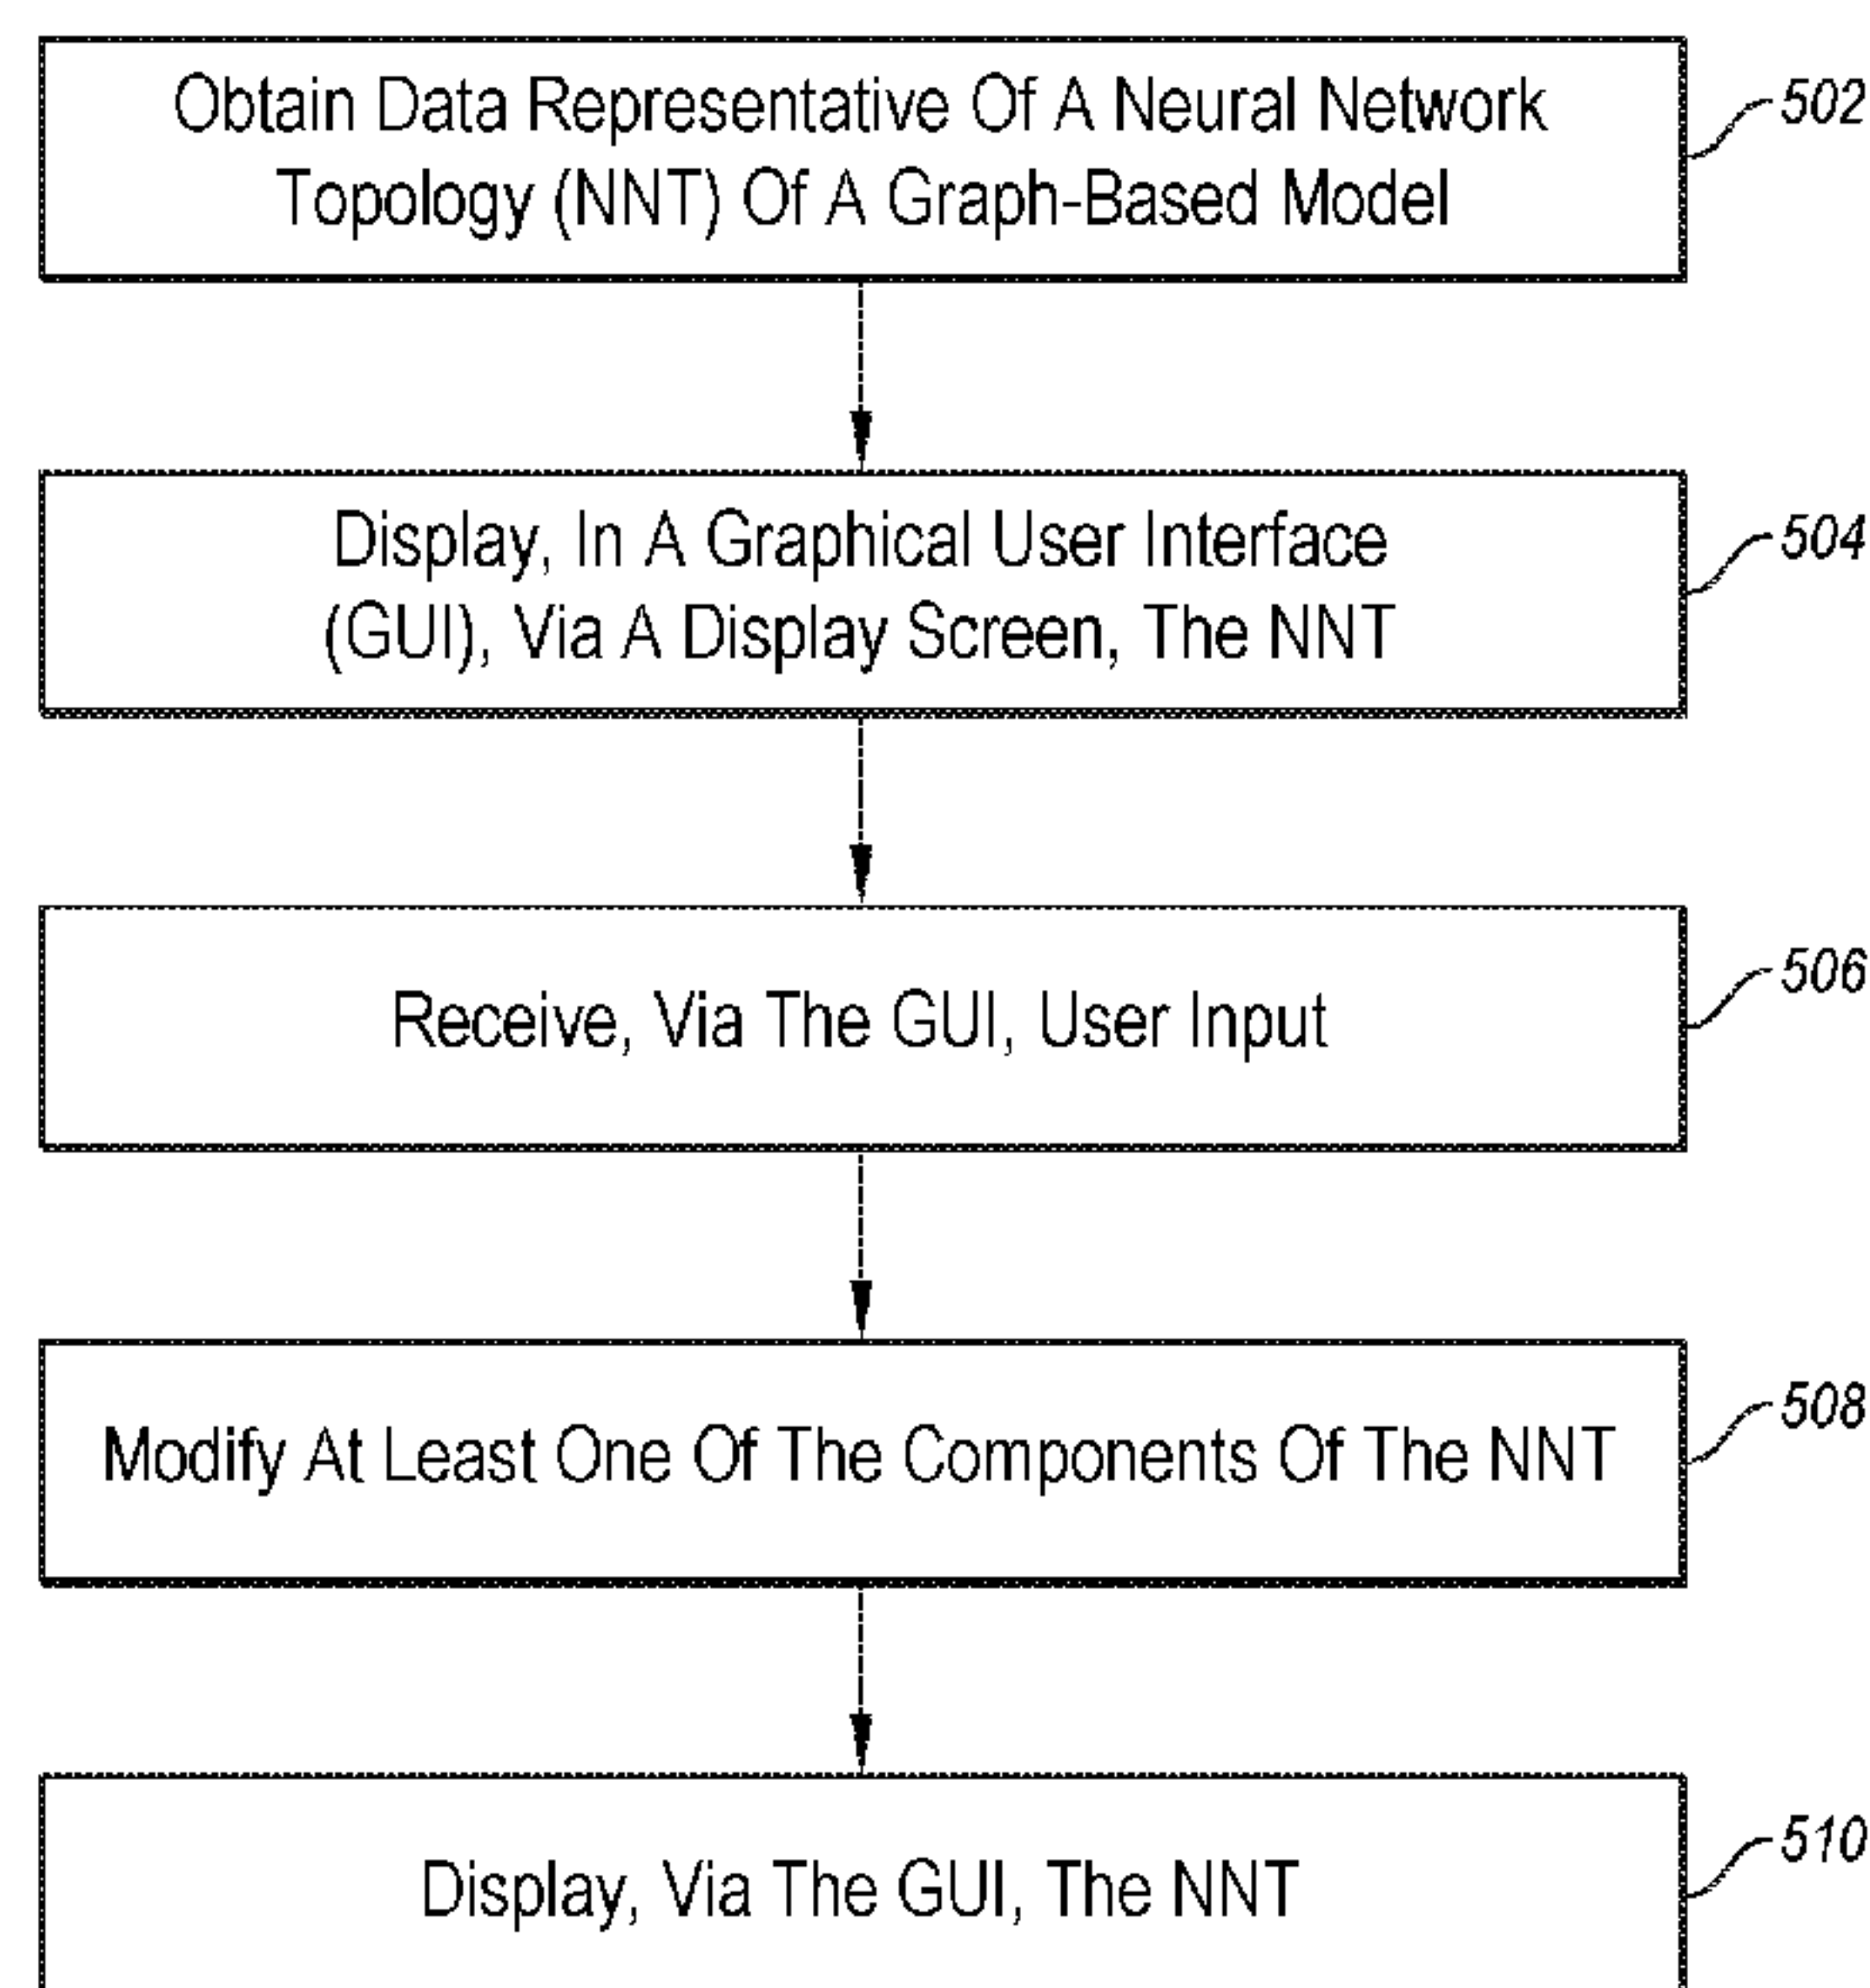 Obtain Data Representative Of A Neural Network
Topology (NNT) Of A Graph-Based Model
502
Display, In A Graphical User Interface
(GUI), Via A Display Screen, The NNT
504
Receive, Via The GUI, User Input
506
Modify At Least One Of The Components Of The NNT
508
Display, Via The GUI, The NNT
510